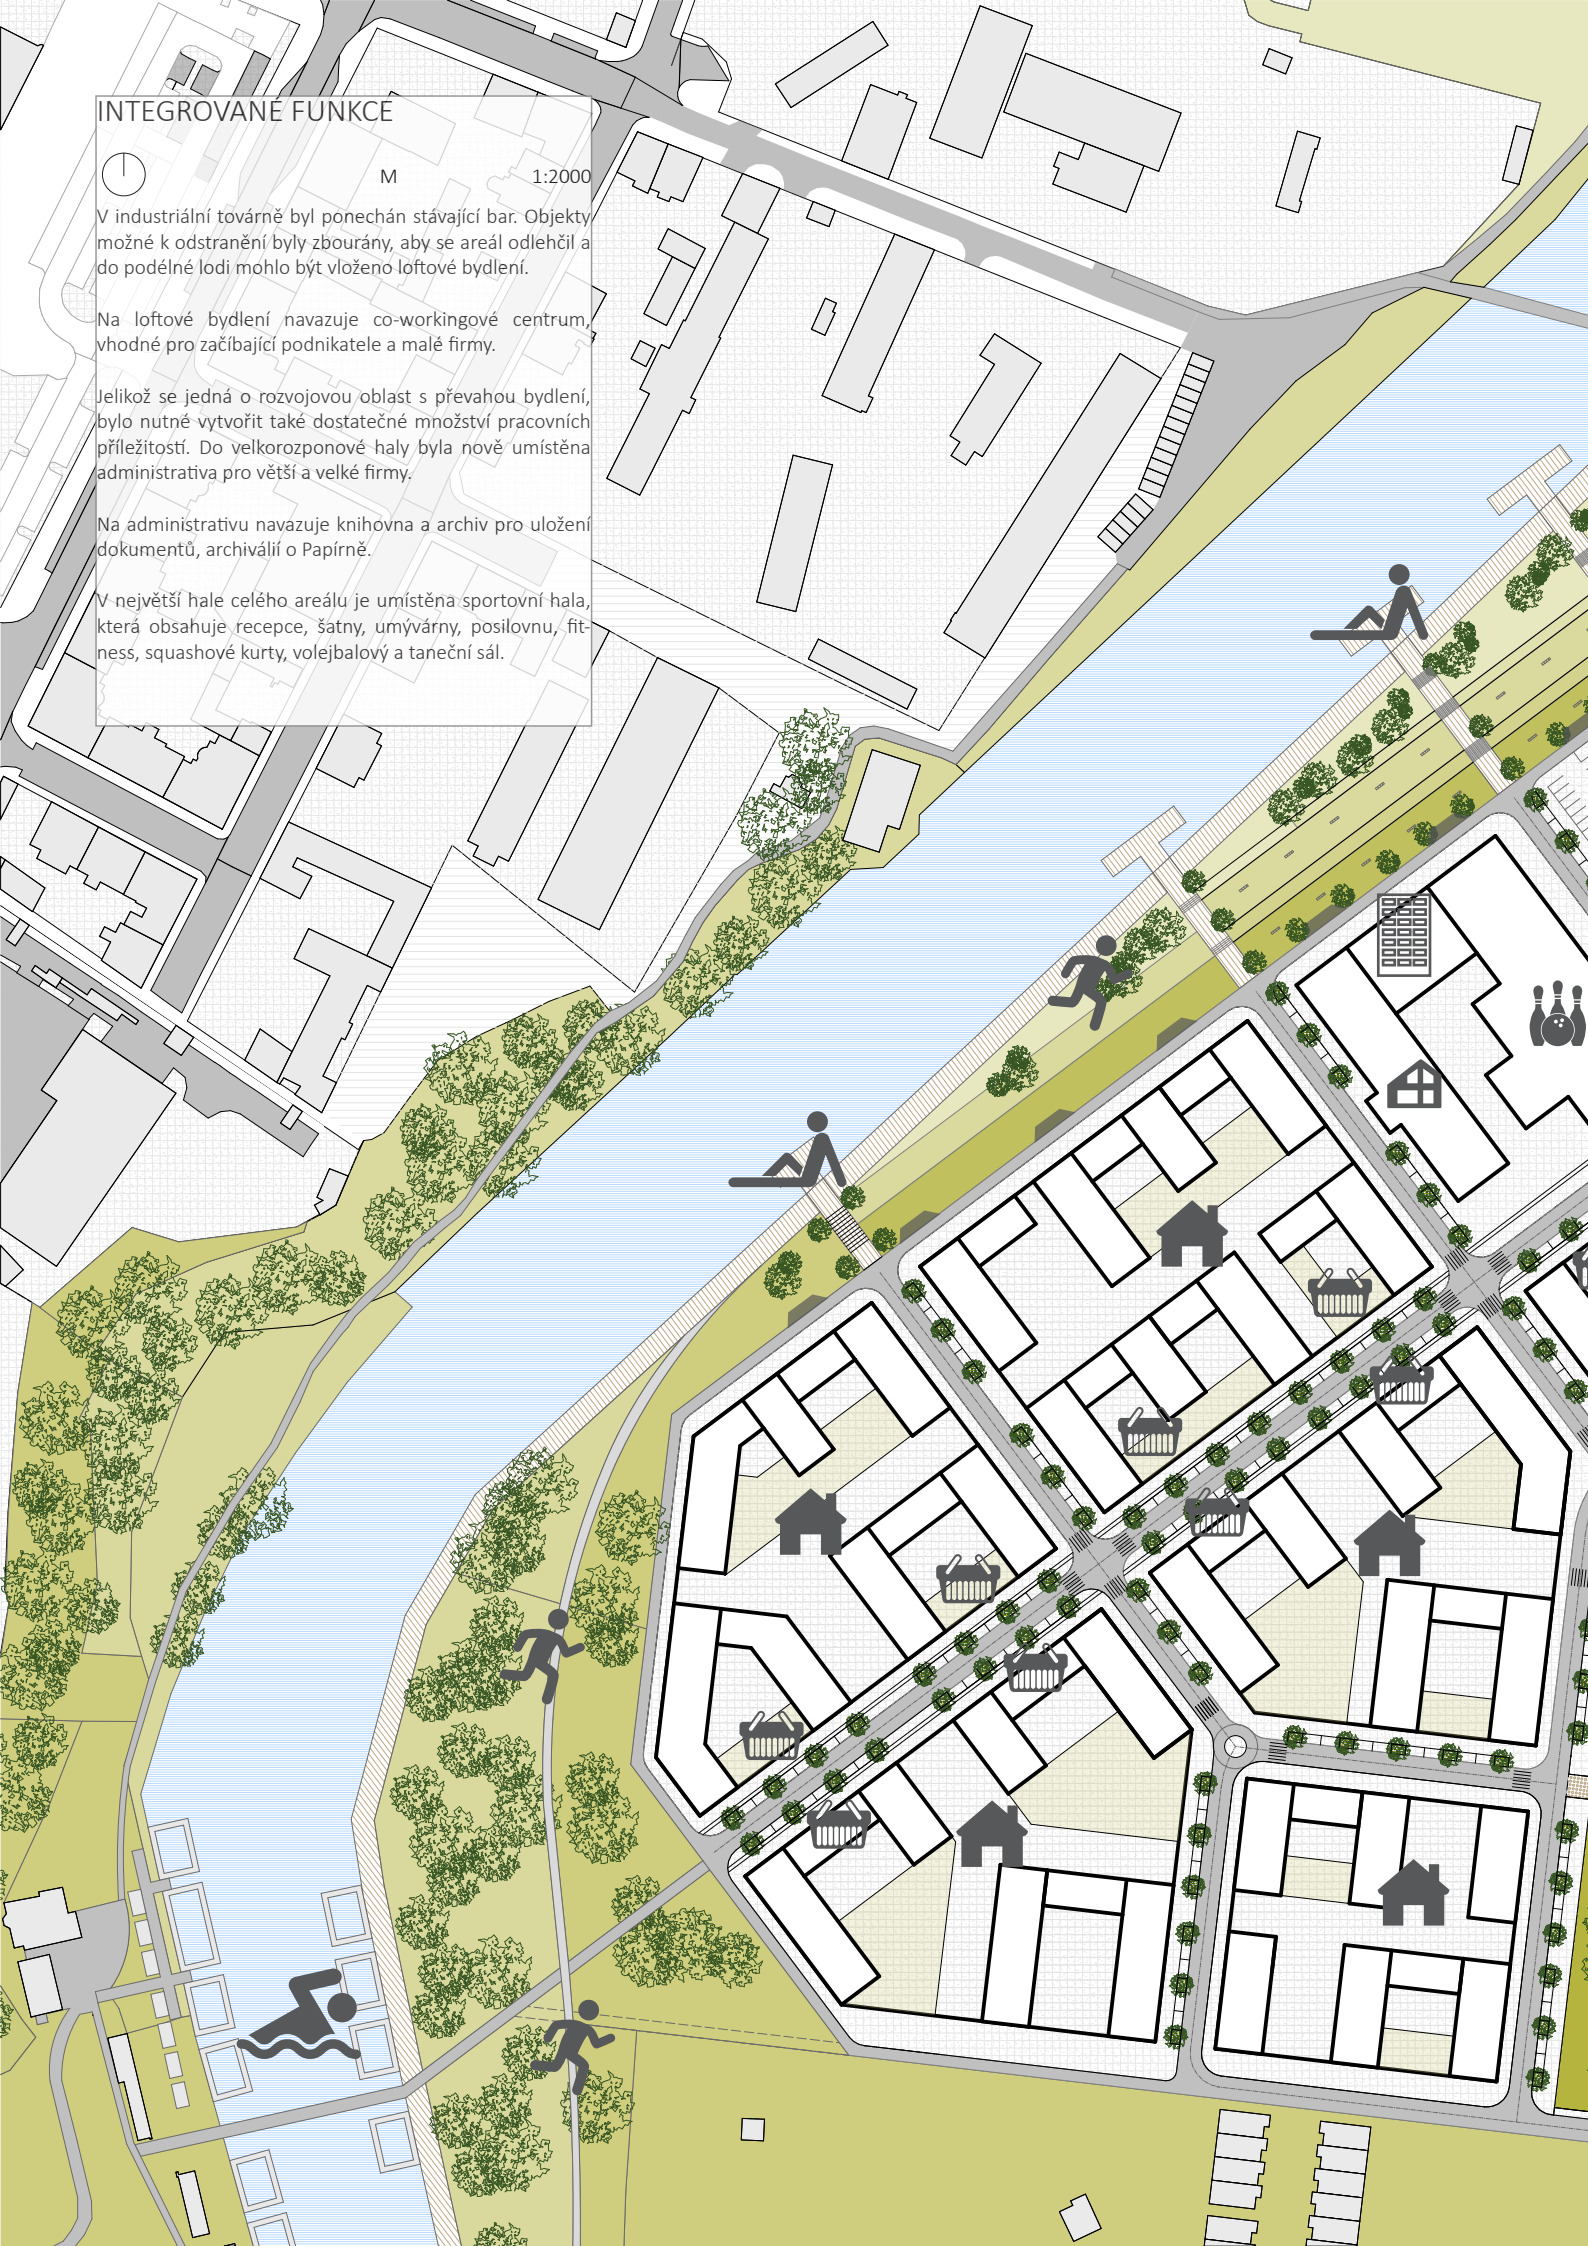 INTEGROVANÉ FUNKCE
M 1:2000
V industriální továrně byl ponechán stávající bar. Objekty
možné k odstranění byly zbourány, aby se areál odlehčil a
do podélné lodi mohlo být vloženo loftové bydlení.
Na loftové bydlení navazuje co-workingové centrum,
vhodné pro začíbající podnikatele a malé firmy.
Jelikož se jedná o rozvojovou oblast s převahou bydlení,
bylo nutné vytvořit také dostatečné množství pracovních
příležitostí. Do velkorozponové haly byla nově umístěna
administrativa pro větší a velké firmy.
Na administrativu navazuje knihovna a archiv pro uložení
dokumentů, archiválií o Papírně.
V největší hale celého areálu je umístěna sportovní hala,
která obsahuje recepce, šatny, umývárny, posilovnu, fit-
ness, squashové kurty, volejbalový a taneční sál.